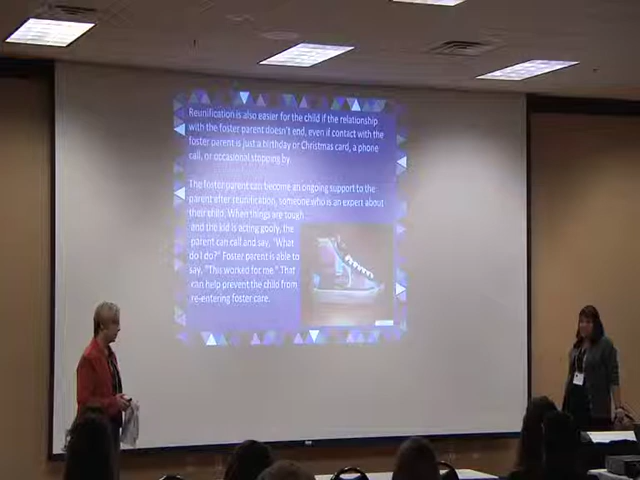 Reunification is also easier for the child if the relationship
with the foster parent doesn't end, even if contact with the
foster parent is just a birthday or Christmas card, a phone
call, or occasional stopping by.
The foster parent can become an ongoing support to the
parent after reunification, someone who is an expert about
their child. When things are tough
and the kid is acting goofy, the
parent can call and say, "What
do I do?" Foster parent is able to
say, "This worked for me." That
can help prevent the child from
re-entering foster care.